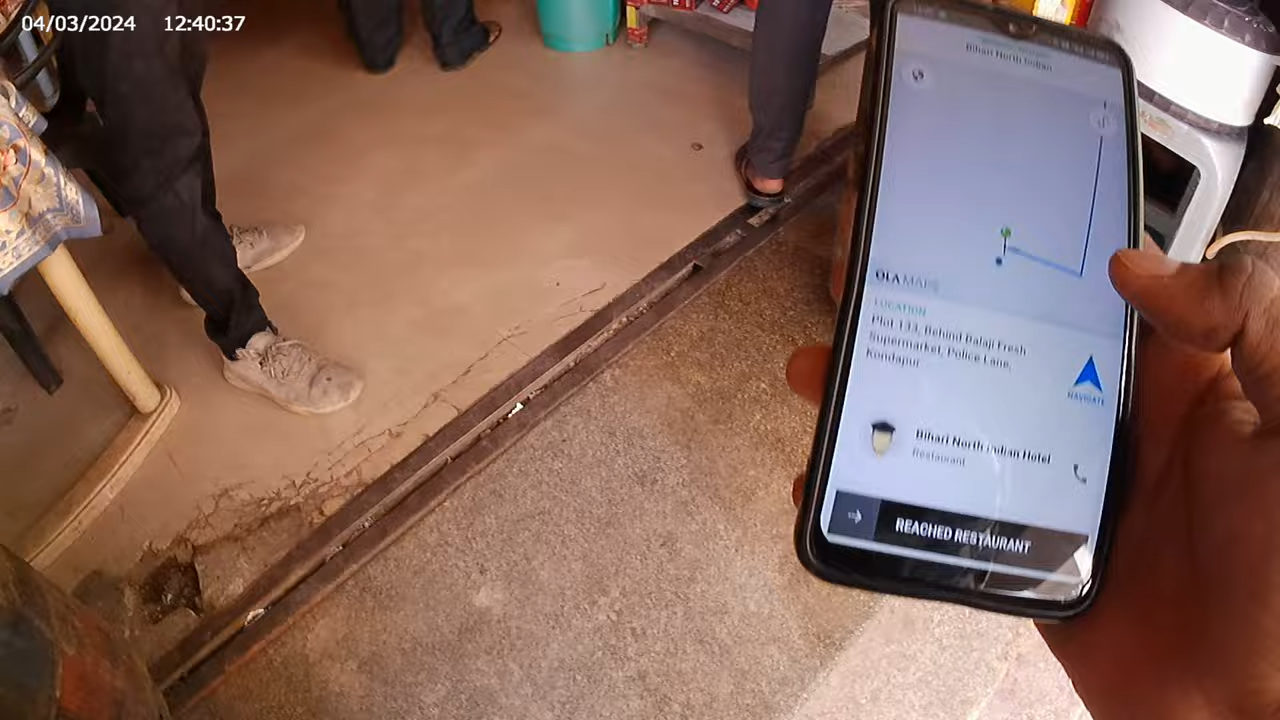 04/03/2024 12:40:37
Bihari North Indian
OLA MAPS
LOCATION
Plot 133, Behind Balaji Fresh
Supermarket, Police Lane,
Kondapur
NAVIGATE
Bihari North Indian Hotel
Restaurant
REACHED RESTAURANT